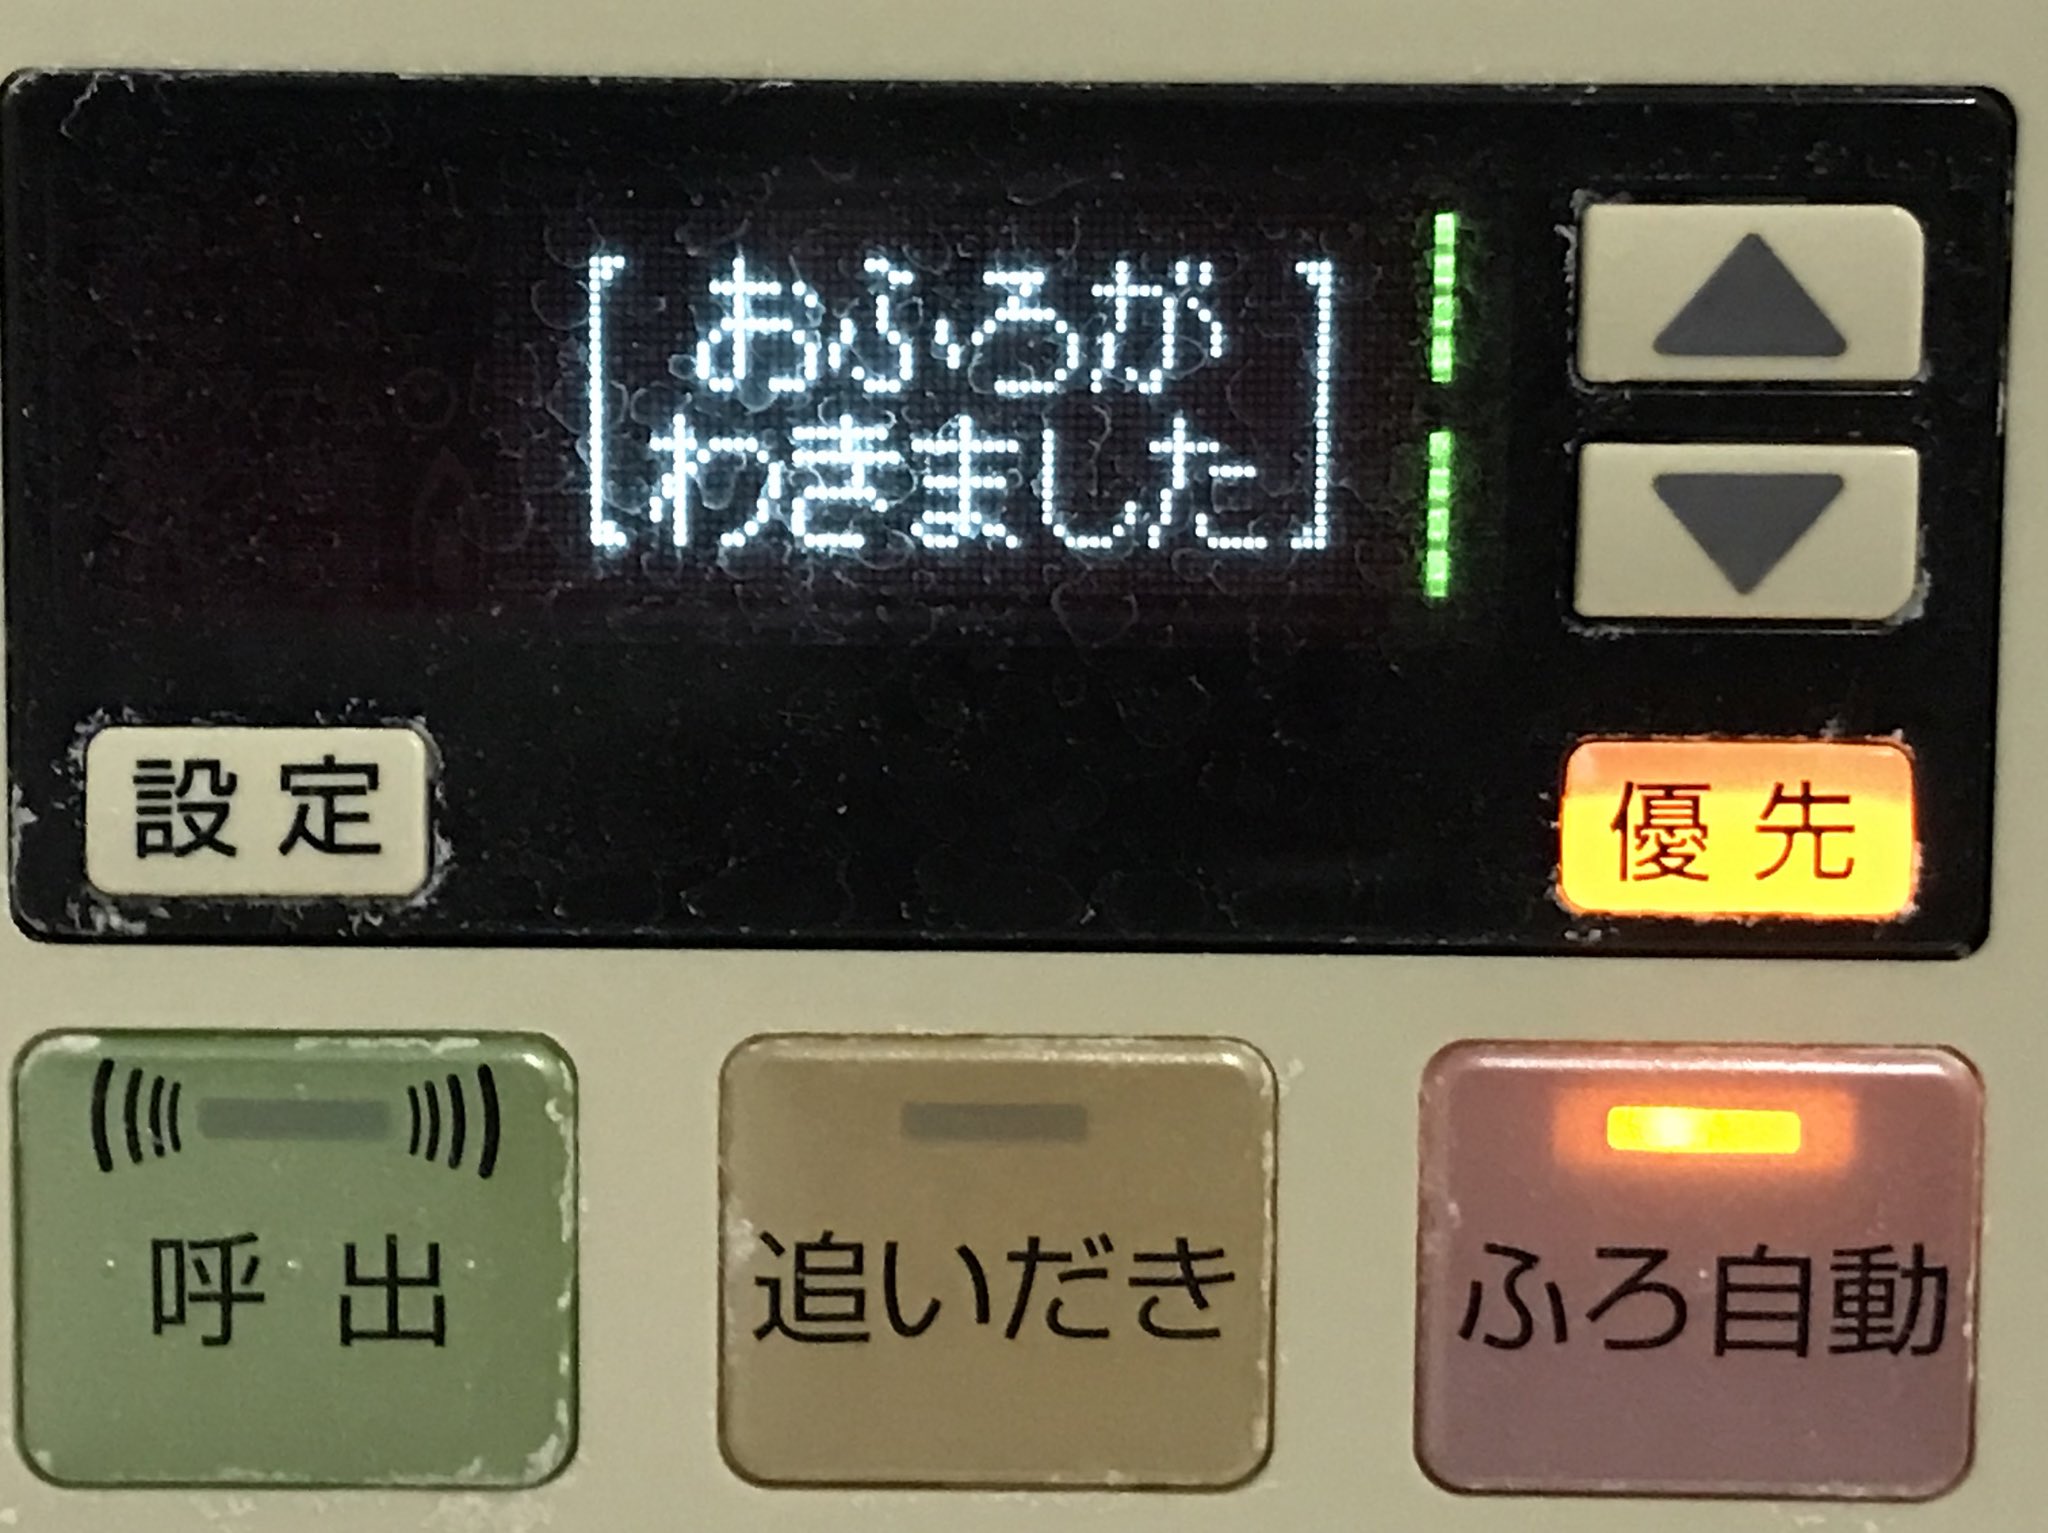 おふろが
わきました
設定
優先
呼出
追いだき
ふろ自動